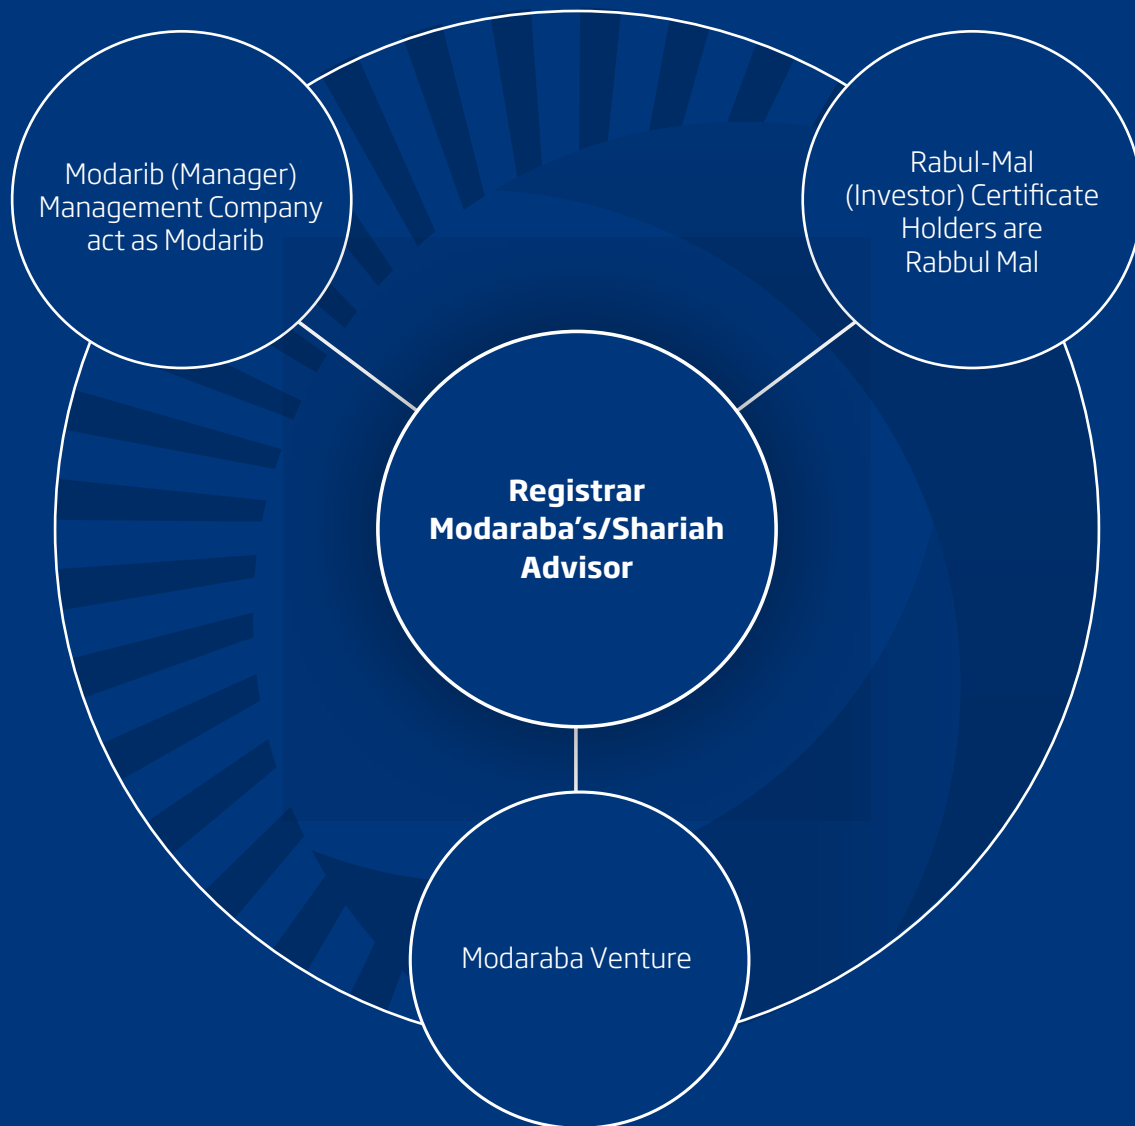 Modarib (Manager)
Management Company
act as Modarib
Rabul-Mal
(Investor) Certificate
Holders are
Rabbul Mal
Registrar
Modaraba's/Shariah
Advisor
Modaraba Venture